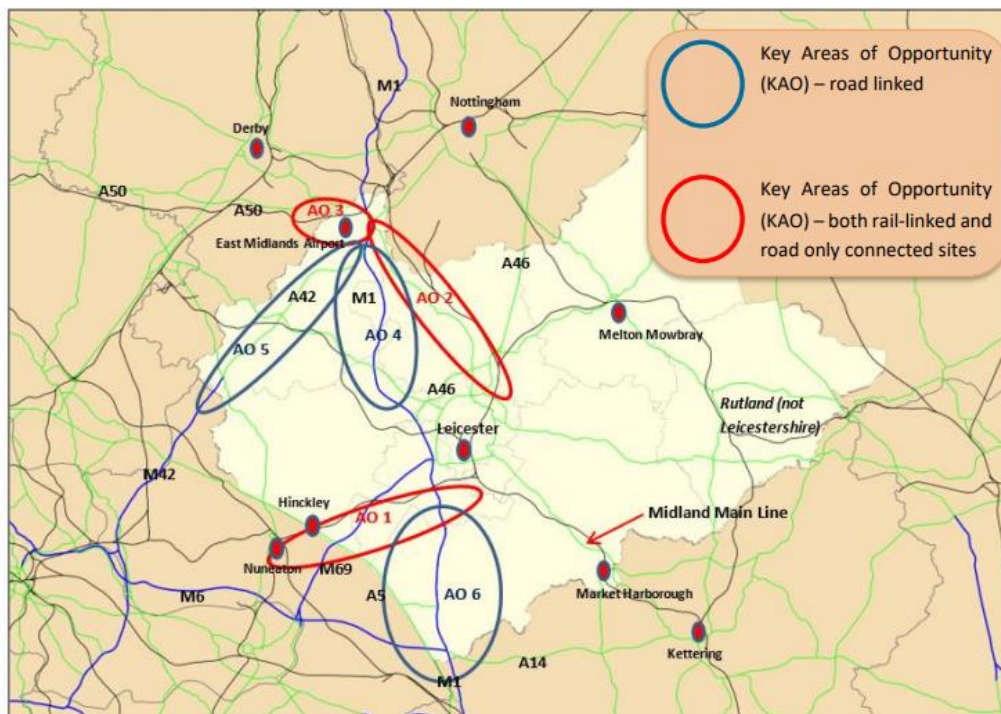 Key Areas of Opportunity
(KAO) – road linked
Key Areas of Opportunity
(KAO) – both rail-linked and
road only connected sites
M1
Nottingham
Derby
A50
A50
AO 3
East Midlands Airport
A46
A42
M1
AO 2
Melton Mowbray
AO 5
AO 4
A46
Rutland (not
Leicestershire)
Leicester
M42
Hinckley
AO 1
Midland Main Line
Nuneaton
M69
M6
A5
AO 6
Market Harborough
Kettering
A14
M1